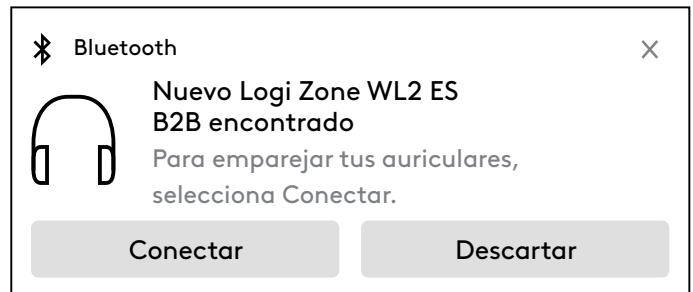 Bluetooth
Nuevo Logi Zone WL2 ES
B2B encontrado
Para emparejar tus auriculares,
selecciona Conectar.
Conectar
Descartar